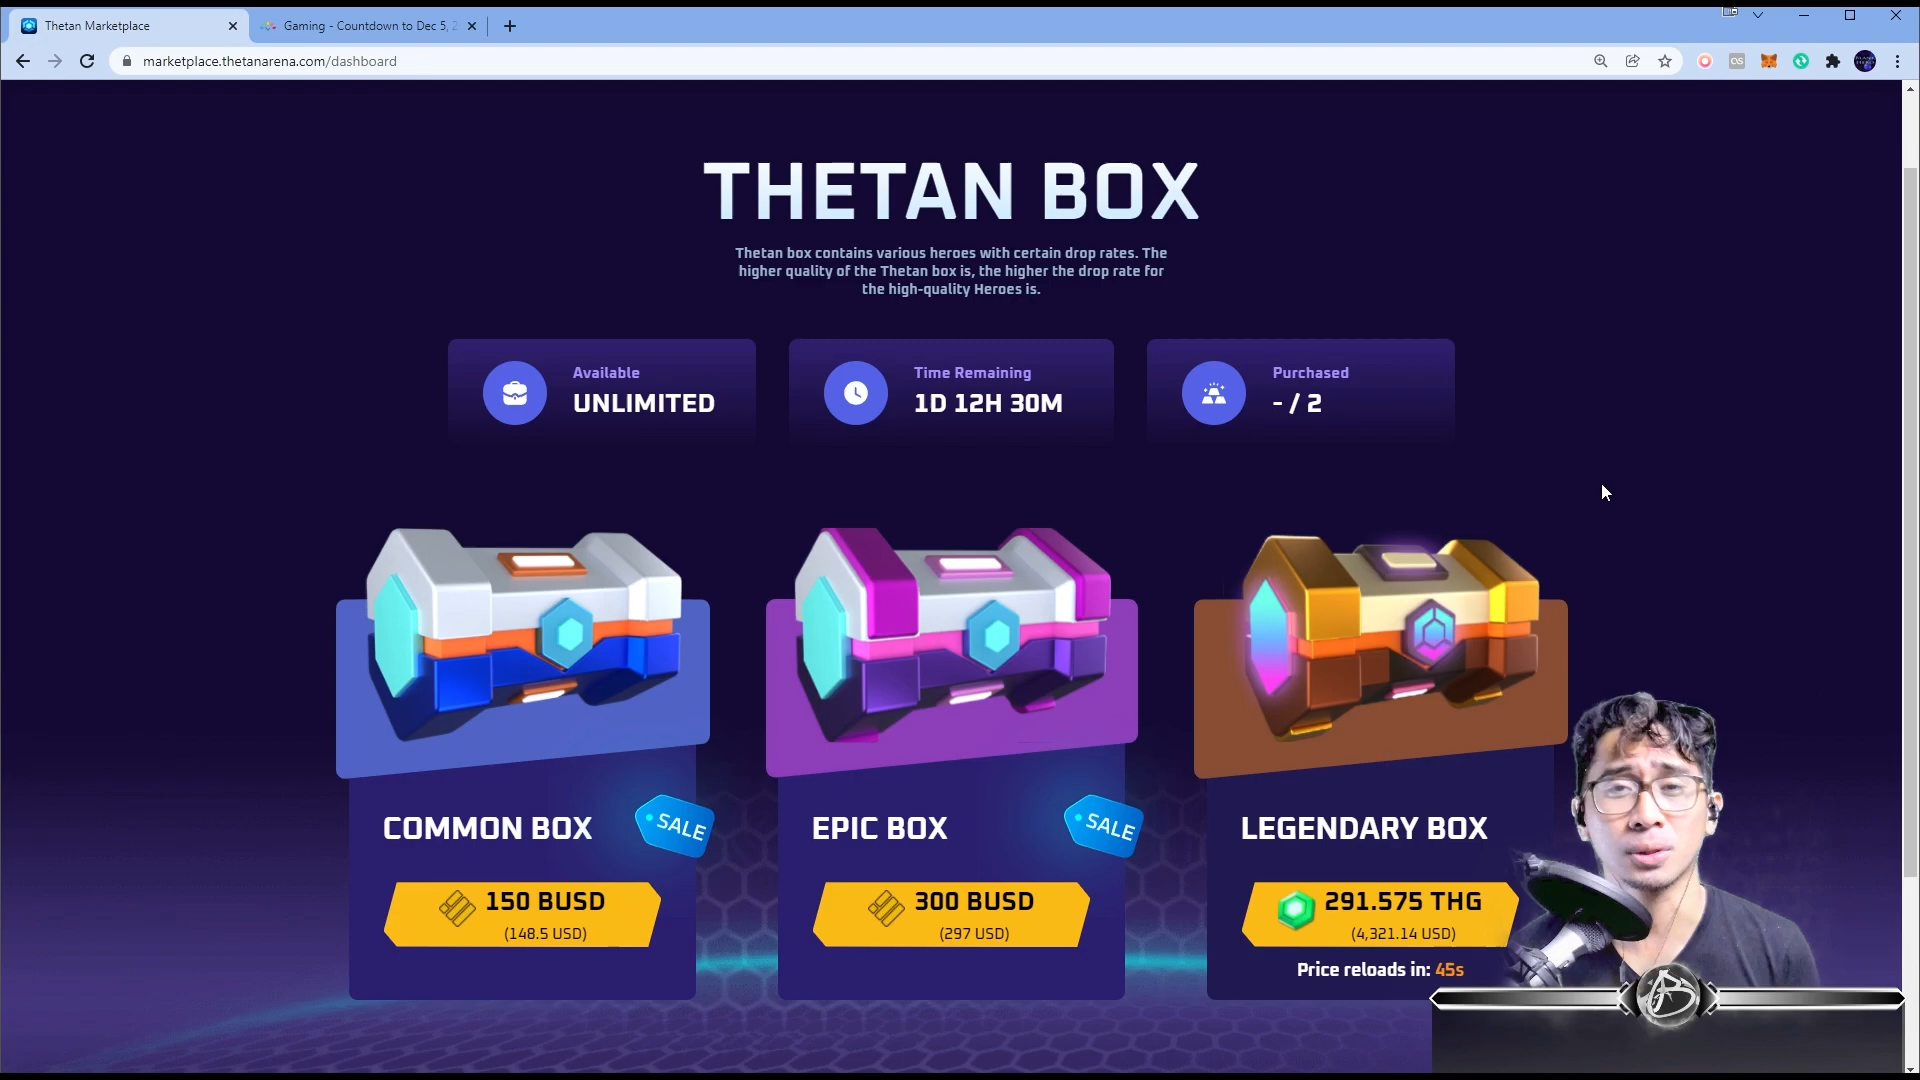 Thetan Marketplace
Gaming - Countdown to Dec 5, 2
marketplace.thetanarena.com/dashboard
THETAN BOX
Thetan box contains various heroes with certain drop rates. The
higher quality of the Thetan box is, the higher the drop rate for
the high-quality Heroes is.
Available
UNLIMITED
Time Remaining
1D 12H 30M
Purchased
- / 2
COMMON BOX
SALE
150 BUSD
(148.5 USD)
EPIC BOX
SALE
300 BUSD
(297 USD)
LEGENDARY BOX
291.575 THG
(4,321.14 USD)
Price reloads in: 45s